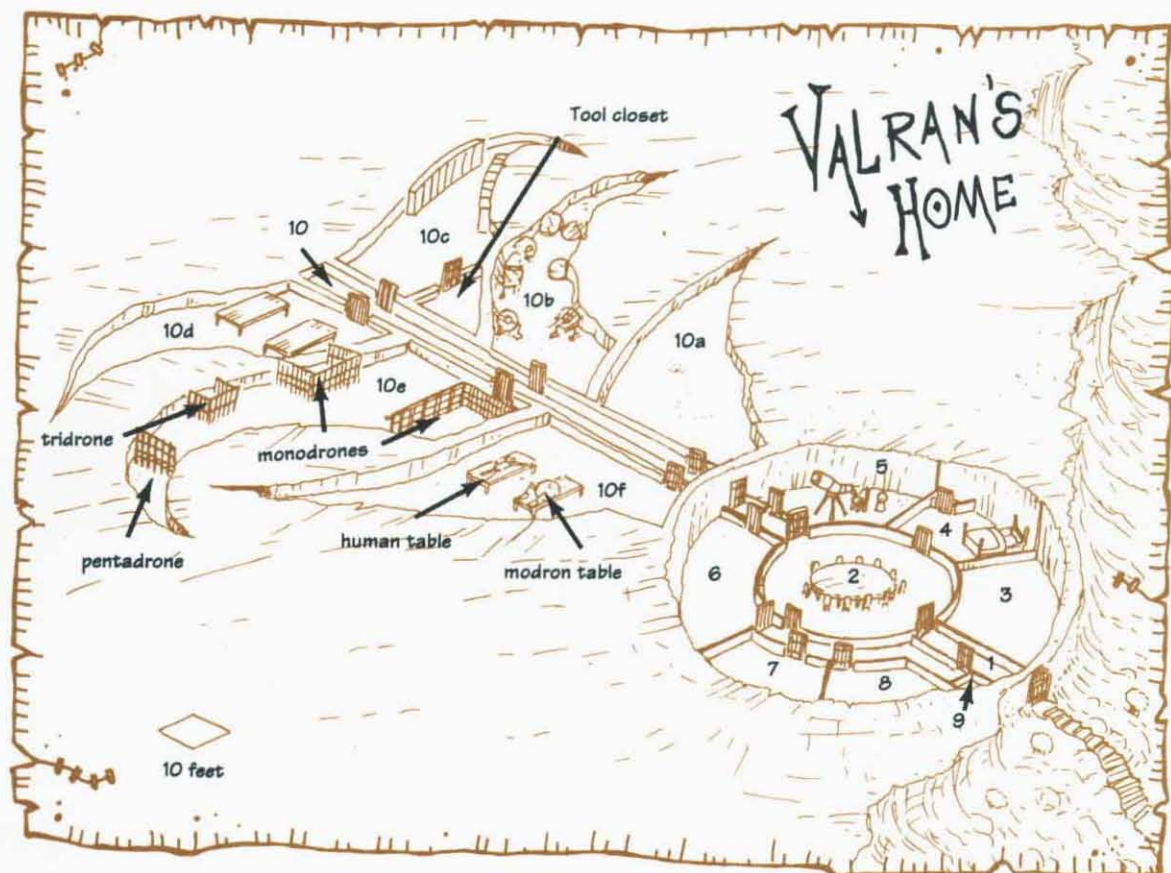 VALRAN'S
HOME
Tool closet
10
10c
10b
10a
10d
10e
tridrone
monodrones
pentadrone
human table
10f
modron table
5
4
6
2
3
7
8
1
9
10 feet